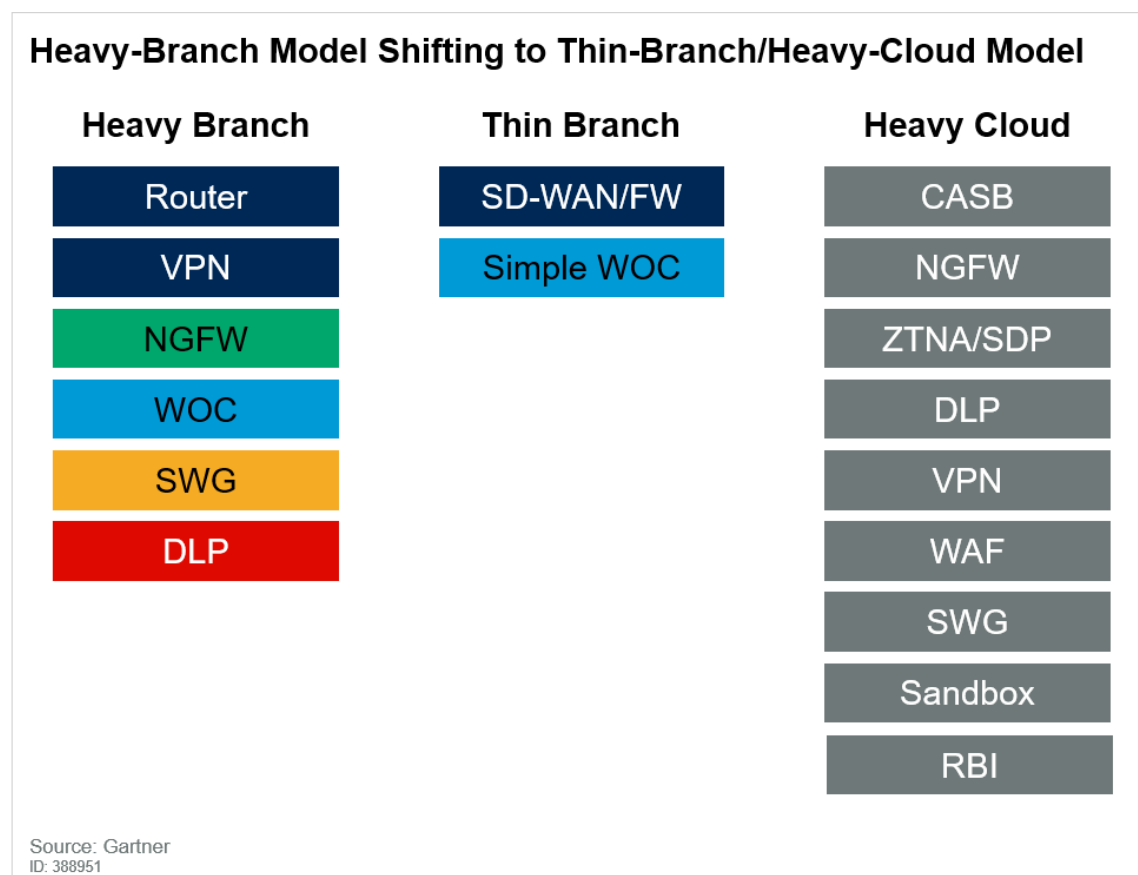 Heavy-Branch Model Shifting to Thin-Branch/Heavy-Cloud Model
Heavy Branch
Router
VPN
NGFW
WOC
SWG
DLP
Thin Branch
SD-WAN/FW
Simple WOC
Heavy Cloud
CASB
NGFW
ZTNA/SDP
DLP
VPN
WAF
SWG
Sandbox
RBI
Source: Gartner
ID: 388951